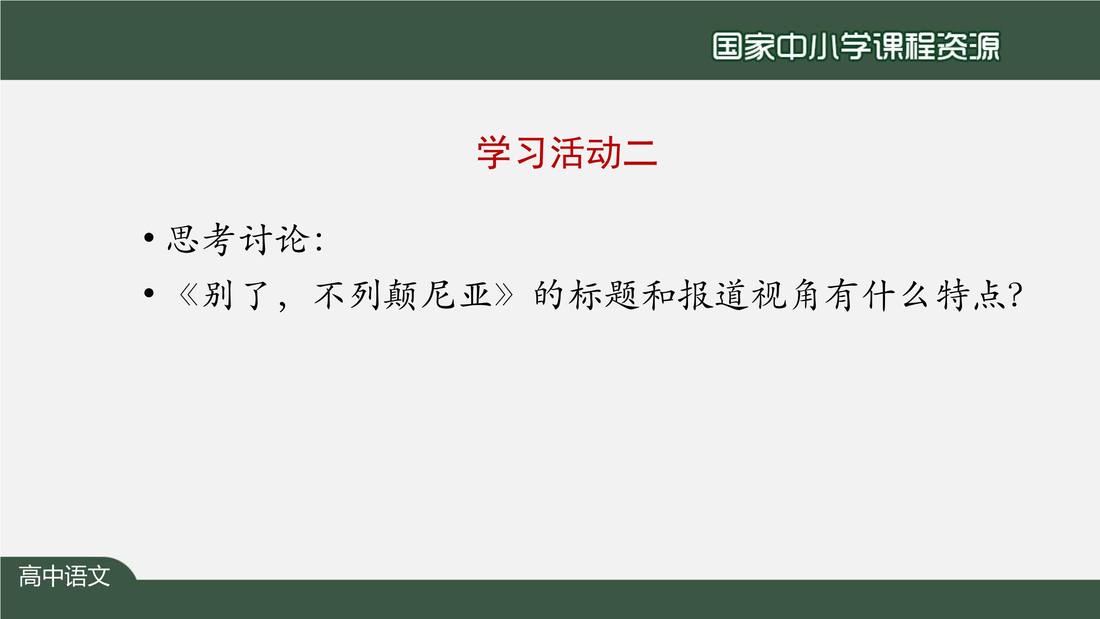 国家中小学课程资源
学习活动二
• 思考讨论：
• 《别了，不列颠尼亚》的标题和报道视角有什么特点？
高中语文